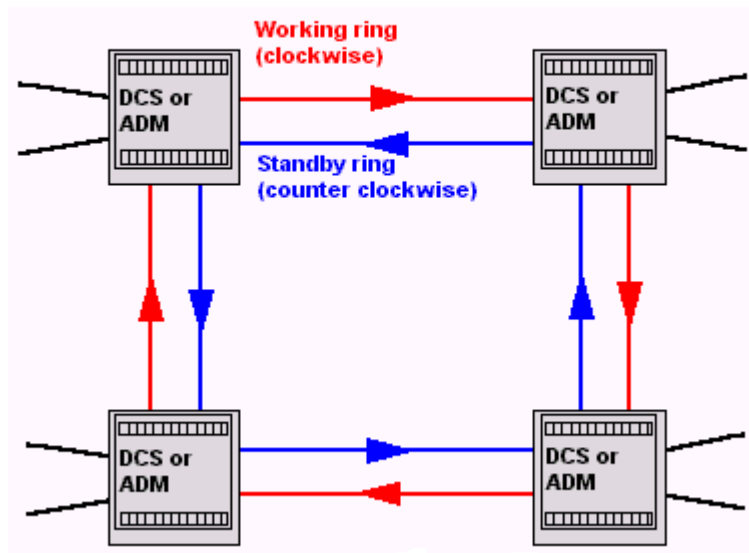 Working ring
(clockwise)
DCS or
ADM
DCS or
ADM
Standby ring
(counter clockwise)
DCS or
ADM
DCS or
ADM